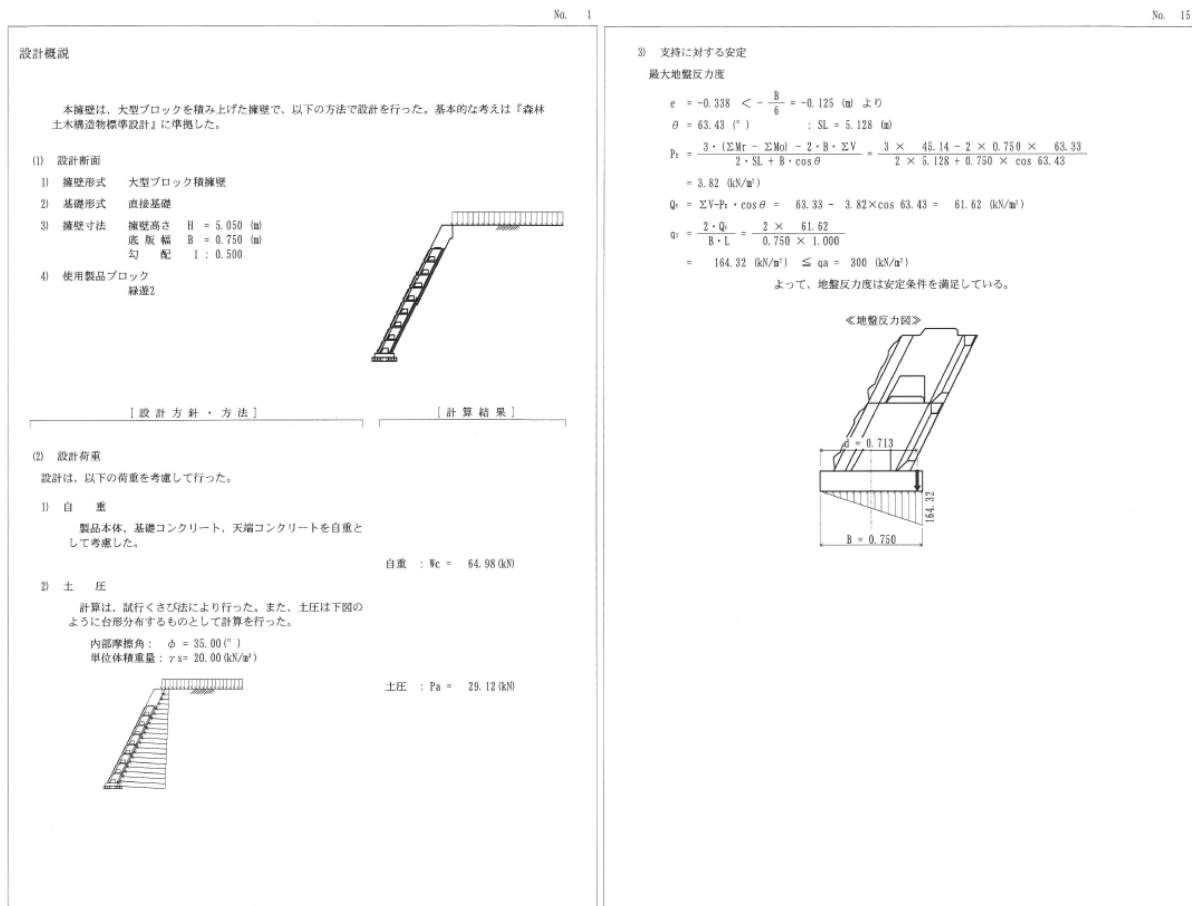 No. 1
設計概説
本擁壁は、大型ブロックを積み上げた擁壁で、以下の方法で設計を行った。基本的な考えは『森林
土木構造物標準設計』に準拠した。
(1) 設計断面
1) 擁壁形式 大型ブロック積擁壁
2) 基礎形式 直接基礎
3) 擁壁寸法 擁壁高さ H = 5.050 (m)
底 版 幅 B = 0.750 (m)
勾 配 1 : 0.500
4) 使用製品ブロック
緑遊2
[ 設 計 方 針 ・ 方 法 ] [ 計 算 結 果 ]
(2) 設計荷重
設計は、以下の荷重を考慮して行った。
1) 自 重
製品本体、基礎コンクリート、天端コンクリートを自重と
して考慮した。
自重 : Wc = 64.98(kN)
2) 土 圧
計算は、試行くさび法により行った。また、土圧は下図の
ように台形分布するものとして計算を行った。
内部摩擦角: φ = 35.00(°)
単位体積重量: γs= 20.00(kN/m³)
土圧 : Pa = 29.12(kN)
No. 15
3) 支持に対する安定
最大地盤反力度
e = -0.338 < - B/6 = -0.125 (m) より
θ = 63.43 (°) : SL = 5.128 (m)
Pt = 3・(ΣMr - ΣMo) - 2・B・ΣV / 2・SL + B・cosθ = 3 × 45.14 - 2 × 0.750 × 63.33 / 2 × 5.128 + 0.750 × cos 63.43
= 3.82 (kN/m²)
Qt = ΣV-Pt・cosθ = 63.33 - 3.82×cos 63.43 = 61.62 (kN/m²)
q1 = 2・Qt / B・L = 2 × 61.62 / 0.750 × 1.000
= 164.32 (kN/m²) ≦ qa = 300 (kN/m²)
よって、地盤反力度は安定条件を満足している。
≪地盤反力図≫
d = 0.713
164.32
B = 0.750